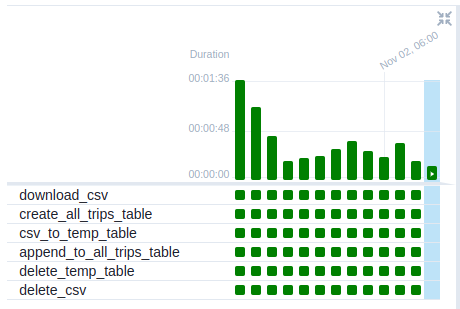 Duration
Nov 02, 06:00
00:01:36
00:00:48
00:00:00
download_csv
create_all_trips_table
csv_to_temp_table
append_to_all_trips_table
delete_temp_table
delete_csv